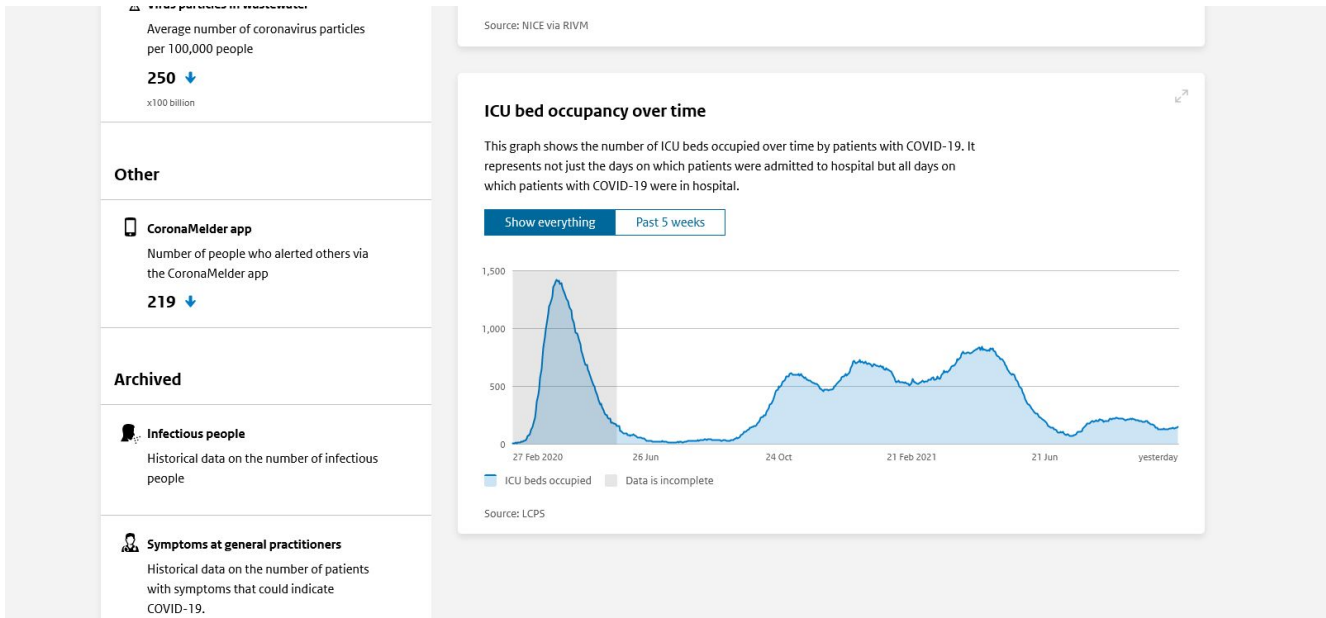 Virus particles in wastewater
Average number of coronavirus particles
per 100,000 people
250
x100 billion
Other
CoronaMelder app
Number of people who alerted others via
the CoronaMelder app
219
Archived
Infectious people
Historical data on the number of infectious
people
Symptoms at general practitioners
Historical data on the number of patients
with symptoms that could indicate
COVID-19.
Source: NICE via RIVM
ICU bed occupancy over time
This graph shows the number of ICU beds occupied over time by patients with COVID-19. It
represents not just the days on which patients were admitted to hospital but all days on
which patients with COVID-19 were in hospital.
Show everything Past 5 weeks
1,500
1,000
500
0
27 Feb 2020 26 Jun 24 Oct 21 Feb 2021 21 Jun yesterday
ICU beds occupied Data is incomplete
Source: LCPS